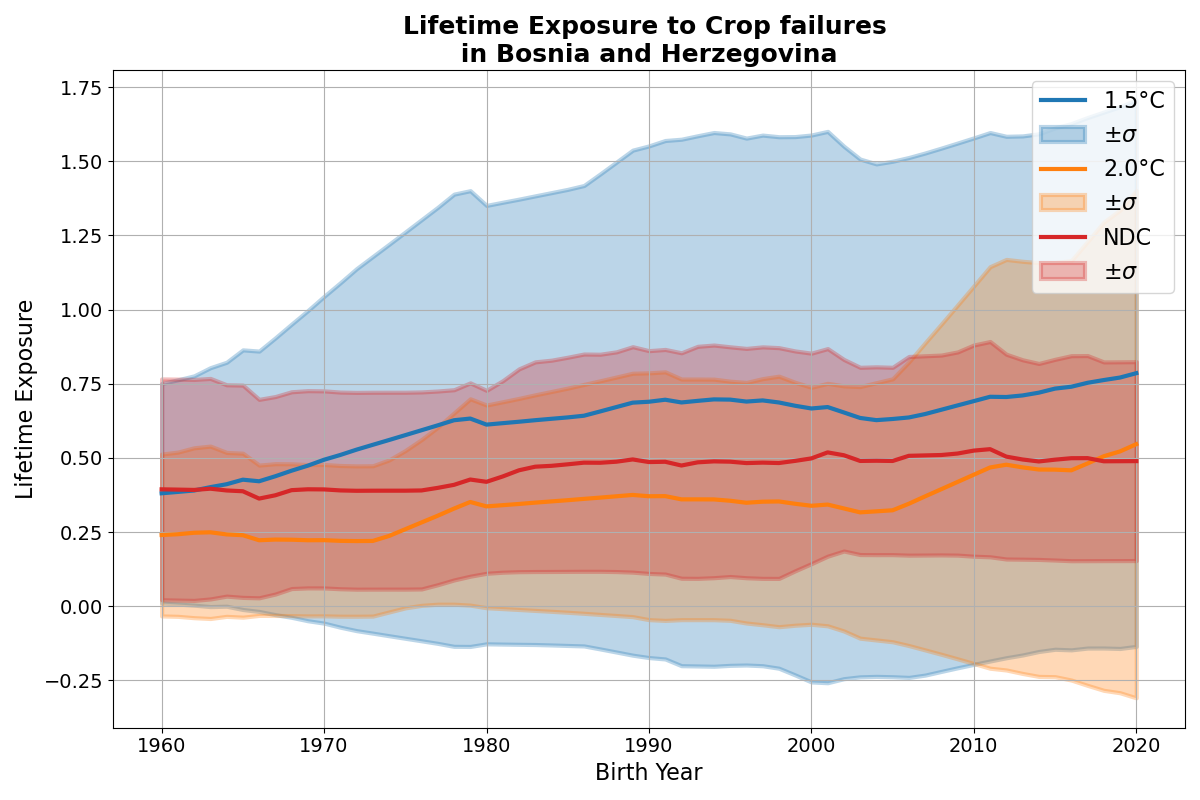 Lifetime Exposure to Crop failures
in Bosnia and Herzegovina
1.75
1.50
1.25
1.00
0.75
0.50
0.25
0.00
−0.25
Lifetime Exposure
1.5°C
±σ
2.0°C
±σ
NDC
±σ
1960
1970
1980
1990
2000
2010
2020
Birth Year